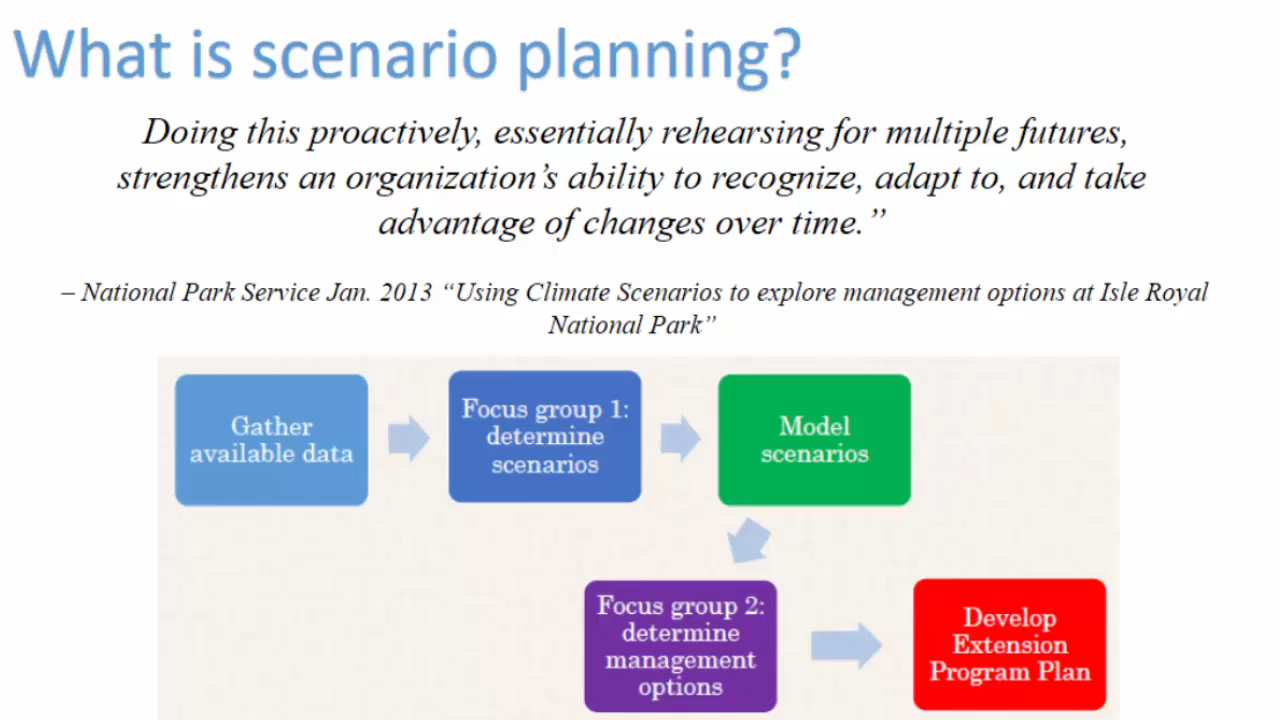 What is scenario planning?
Doing this proactively, essentially rehearsing for multiple futures,
strengthens an organization’s ability to recognize, adapt to, and take
advantage of changes over time.”
– National Park Service Jan. 2013 “Using Climate Scenarios to explore management options at Isle Royal
National Park”
Gather
available data
Focus group 1:
determine
scenarios
Model
scenarios
Focus group 2:
determine
management
options
Develop
Extension
Program Plan